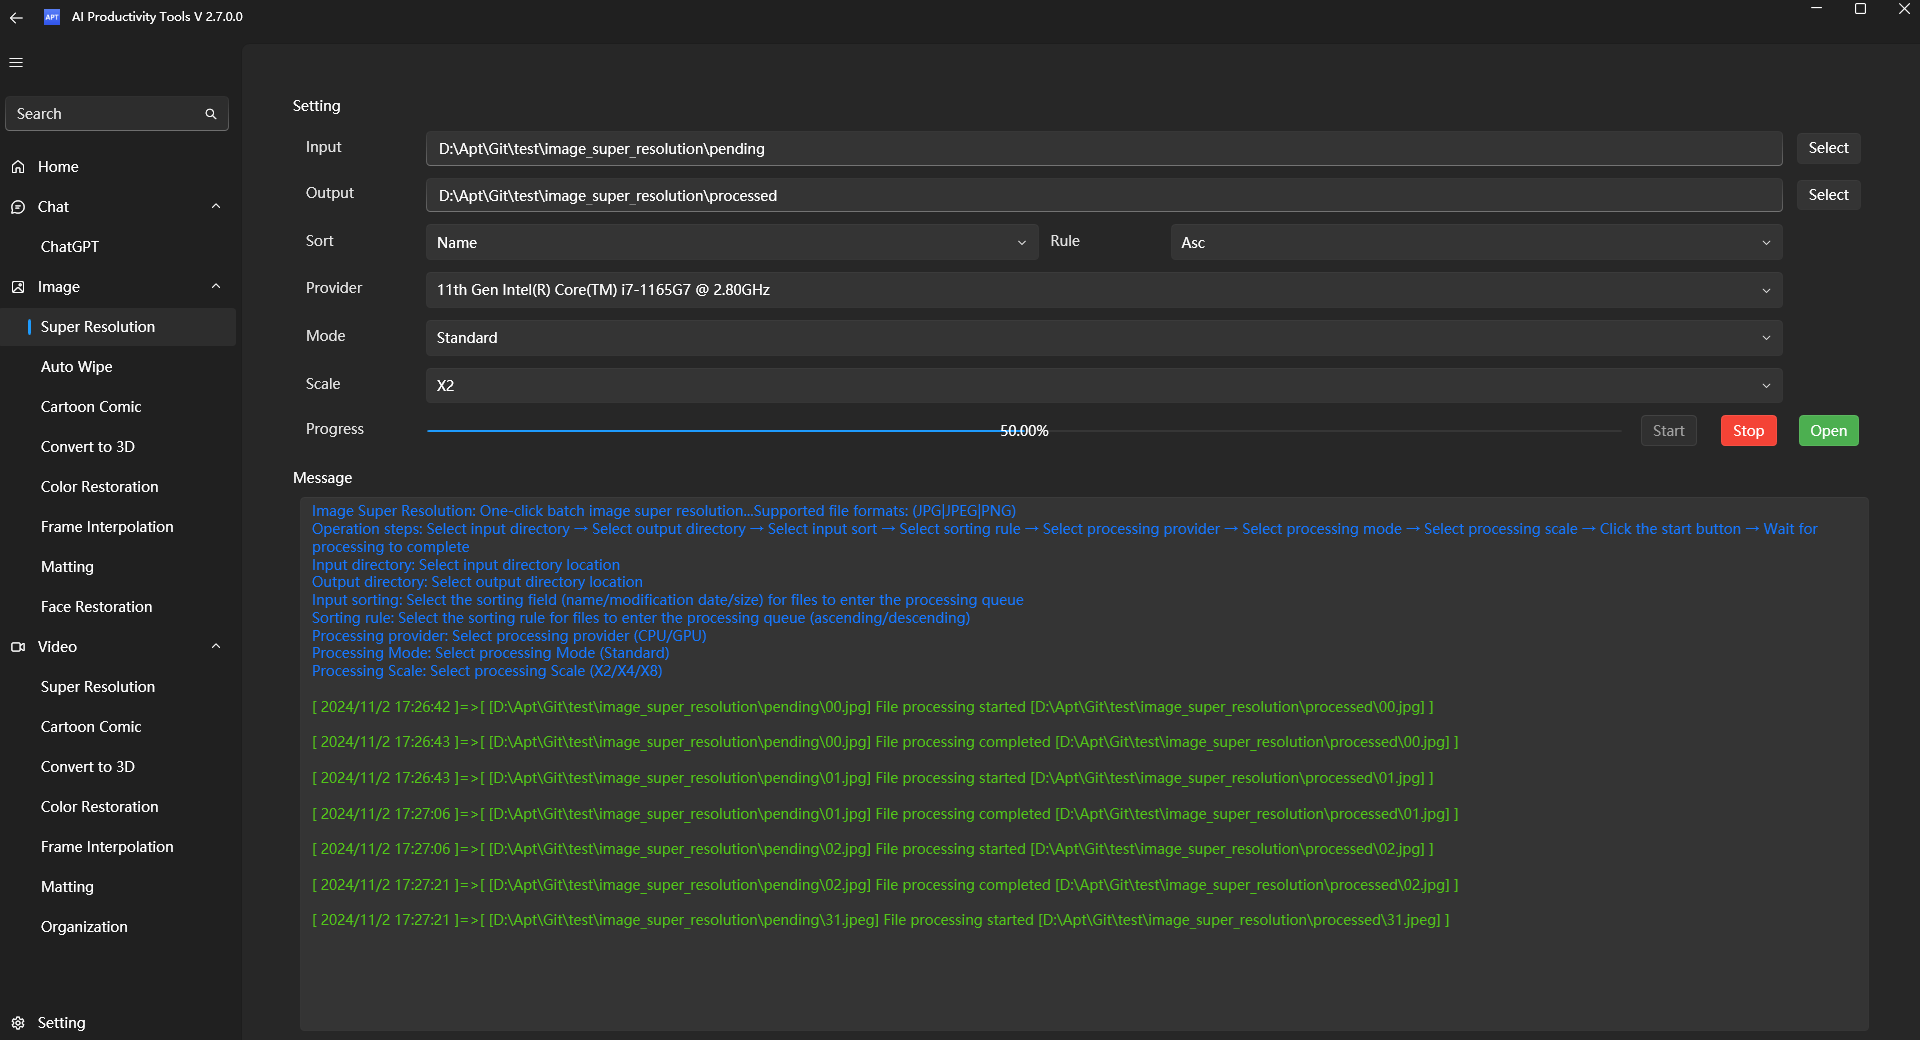 APT AI Productivity Tools V 2.7.0.0
Search
Home
Chat
ChatGPT
Image
Super Resolution
Auto Wipe
Cartoon Comic
Convert to 3D
Color Restoration
Frame Interpolation
Matting
Face Restoration
Video
Super Resolution
Cartoon Comic
Convert to 3D
Color Restoration
Frame Interpolation
Matting
Organization
Setting
Setting
Input D:\Apt\Git\test\image_super_resolution\pending Select
Output D:\Apt\Git\test\image_super_resolution\processed Select
Sort Name Rule Asc
Provider 11th Gen Intel(R) Core(TM) i7-1165G7 @ 2.80GHz
Mode Standard
Scale X2
Progress 50.00% Start Stop Open
Message
Image Super Resolution: One-click batch image super resolution...Supported file formats: (JPG|JPEG|PNG)
Operation steps: Select input directory → Select output directory → Select input sort → Select sorting rule → Select processing provider → Select processing mode → Select processing scale → Click the start button → Wait for
processing to complete
Input directory: Select input directory location
Output directory: Select output directory location
Input sorting: Select the sorting field (name/modification date/size) for files to enter the processing queue
Sorting rule: Select the sorting rule for files to enter the processing queue (ascending/descending)
Processing provider: Select processing provider (CPU/GPU)
Processing Mode: Select processing Mode (Standard)
Processing Scale: Select processing Scale (X2/X4/X8)
[ 2024/11/2 17:26:42 ]=>[ [D:\Apt\Git\test\image_super_resolution\pending\00.jpg] File processing started [D:\Apt\Git\test\image_super_resolution\processed\00.jpg] ]
[ 2024/11/2 17:26:43 ]=>[ [D:\Apt\Git\test\image_super_resolution\pending\00.jpg] File processing completed [D:\Apt\Git\test\image_super_resolution\processed\00.jpg] ]
[ 2024/11/2 17:26:43 ]=>[ [D:\Apt\Git\test\image_super_resolution\pending\01.jpg] File processing started [D:\Apt\Git\test\image_super_resolution\processed\01.jpg] ]
[ 2024/11/2 17:27:06 ]=>[ [D:\Apt\Git\test\image_super_resolution\pending\01.jpg] File processing completed [D:\Apt\Git\test\image_super_resolution\processed\01.jpg] ]
[ 2024/11/2 17:27:06 ]=>[ [D:\Apt\Git\test\image_super_resolution\pending\02.jpg] File processing started [D:\Apt\Git\test\image_super_resolution\processed\02.jpg] ]
[ 2024/11/2 17:27:21 ]=>[ [D:\Apt\Git\test\image_super_resolution\pending\02.jpg] File processing completed [D:\Apt\Git\test\image_super_resolution\processed\02.jpg] ]
[ 2024/11/2 17:27:21 ]=>[ [D:\Apt\Git\test\image_super_resolution\pending\31.jpeg] File processing started [D:\Apt\Git\test\image_super_resolution\processed\31.jpeg] ]